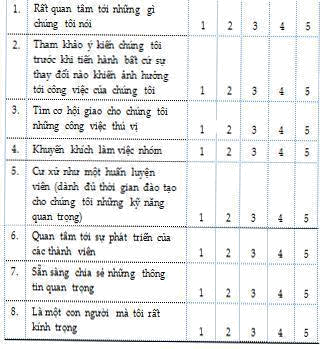 1. Rất quan tâm tới những gì
chúng tôi nói 1 2 3 4 5
2. Tham khảo ý kiến chúng tôi
trước khi tiến hành bất cứ sự
thay đổi nào khiến ảnh hưởng
tới công việc của chúng tôi 1 2 3 4 5
3. Tìm cơ hội giao cho chúng tôi
những công việc thú vị 1 2 3 4 5
4. Khuyến khích làm việc nhóm 1 2 3 4 5
5. Cư xử như một huấn luyện
viên (dành đủ thời gian đào tạo
cho chúng tôi những kỹ năng
quan trọng) 1 2 3 4 5
6. Quan tâm tới sự phát triển của
các thành viên 1 2 3 4 5
7. Sẵn sàng chia sẻ những thông
tin quan trọng 1 2 3 4 5
8. Là một con người mà tôi rất
kính trọng 1 2 3 4 5